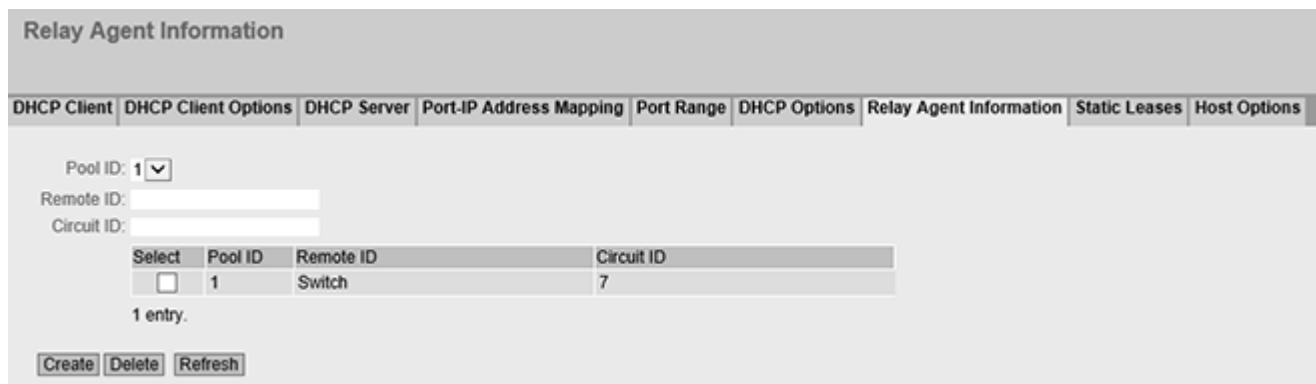 Relay Agent Information
DHCP Client DHCP Client Options DHCP Server Port-IP Address Mapping Port Range DHCP Options Relay Agent Information Static Leases Host Options
Pool ID: 1
Remote ID:
Circuit ID:
Select Pool ID Remote ID Circuit ID
1 Switch 7
1 entry.
Create Delete Refresh